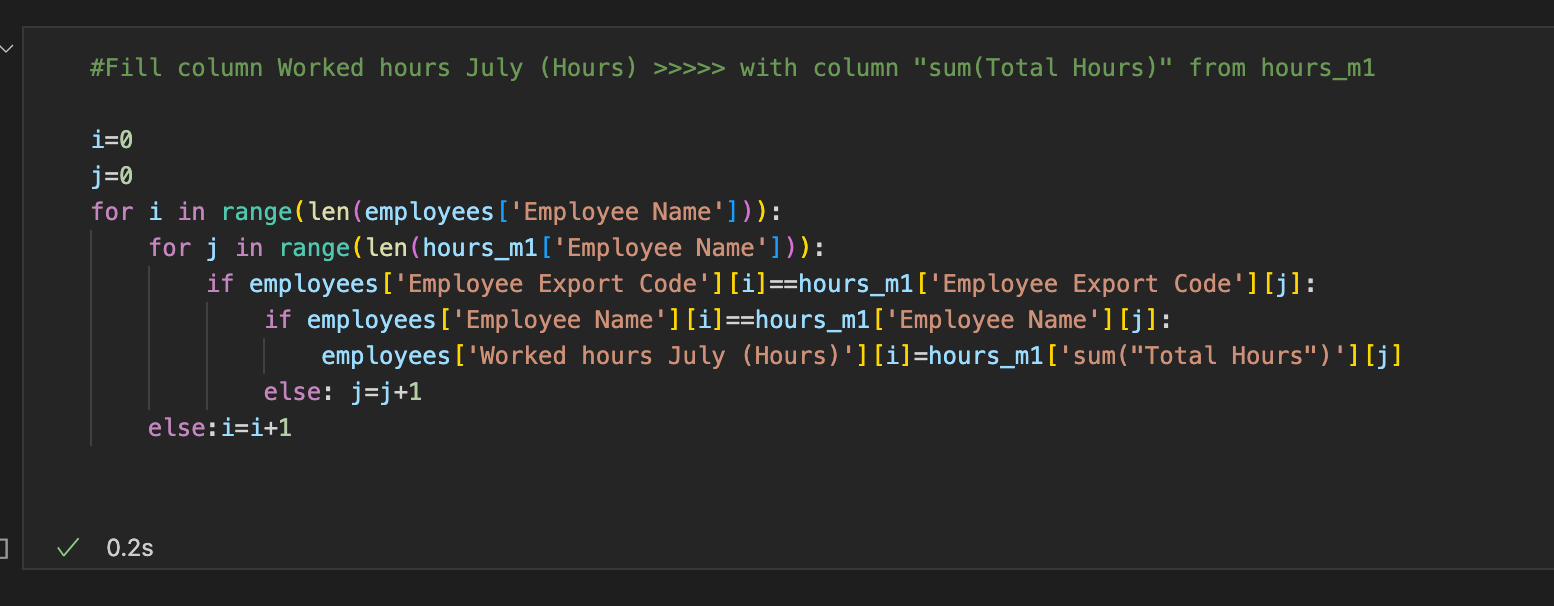 #Fill column Worked hours July (Hours) >>>>> with column "sum(Total Hours)" from hours_m1
i=0
j=0
for i in range(len(employees['Employee Name'])):
    for j in range(len(hours_m1['Employee Name'])):
        if employees['Employee Export Code'][i]==hours_m1['Employee Export Code'][j]:
            if employees['Employee Name'][i]==hours_m1['Employee Name'][j]:
                employees['Worked hours July (Hours)'][i]=hours_m1['sum("Total Hours")'][j]
            else: j=j+1
    else:i=i+1
0.2s